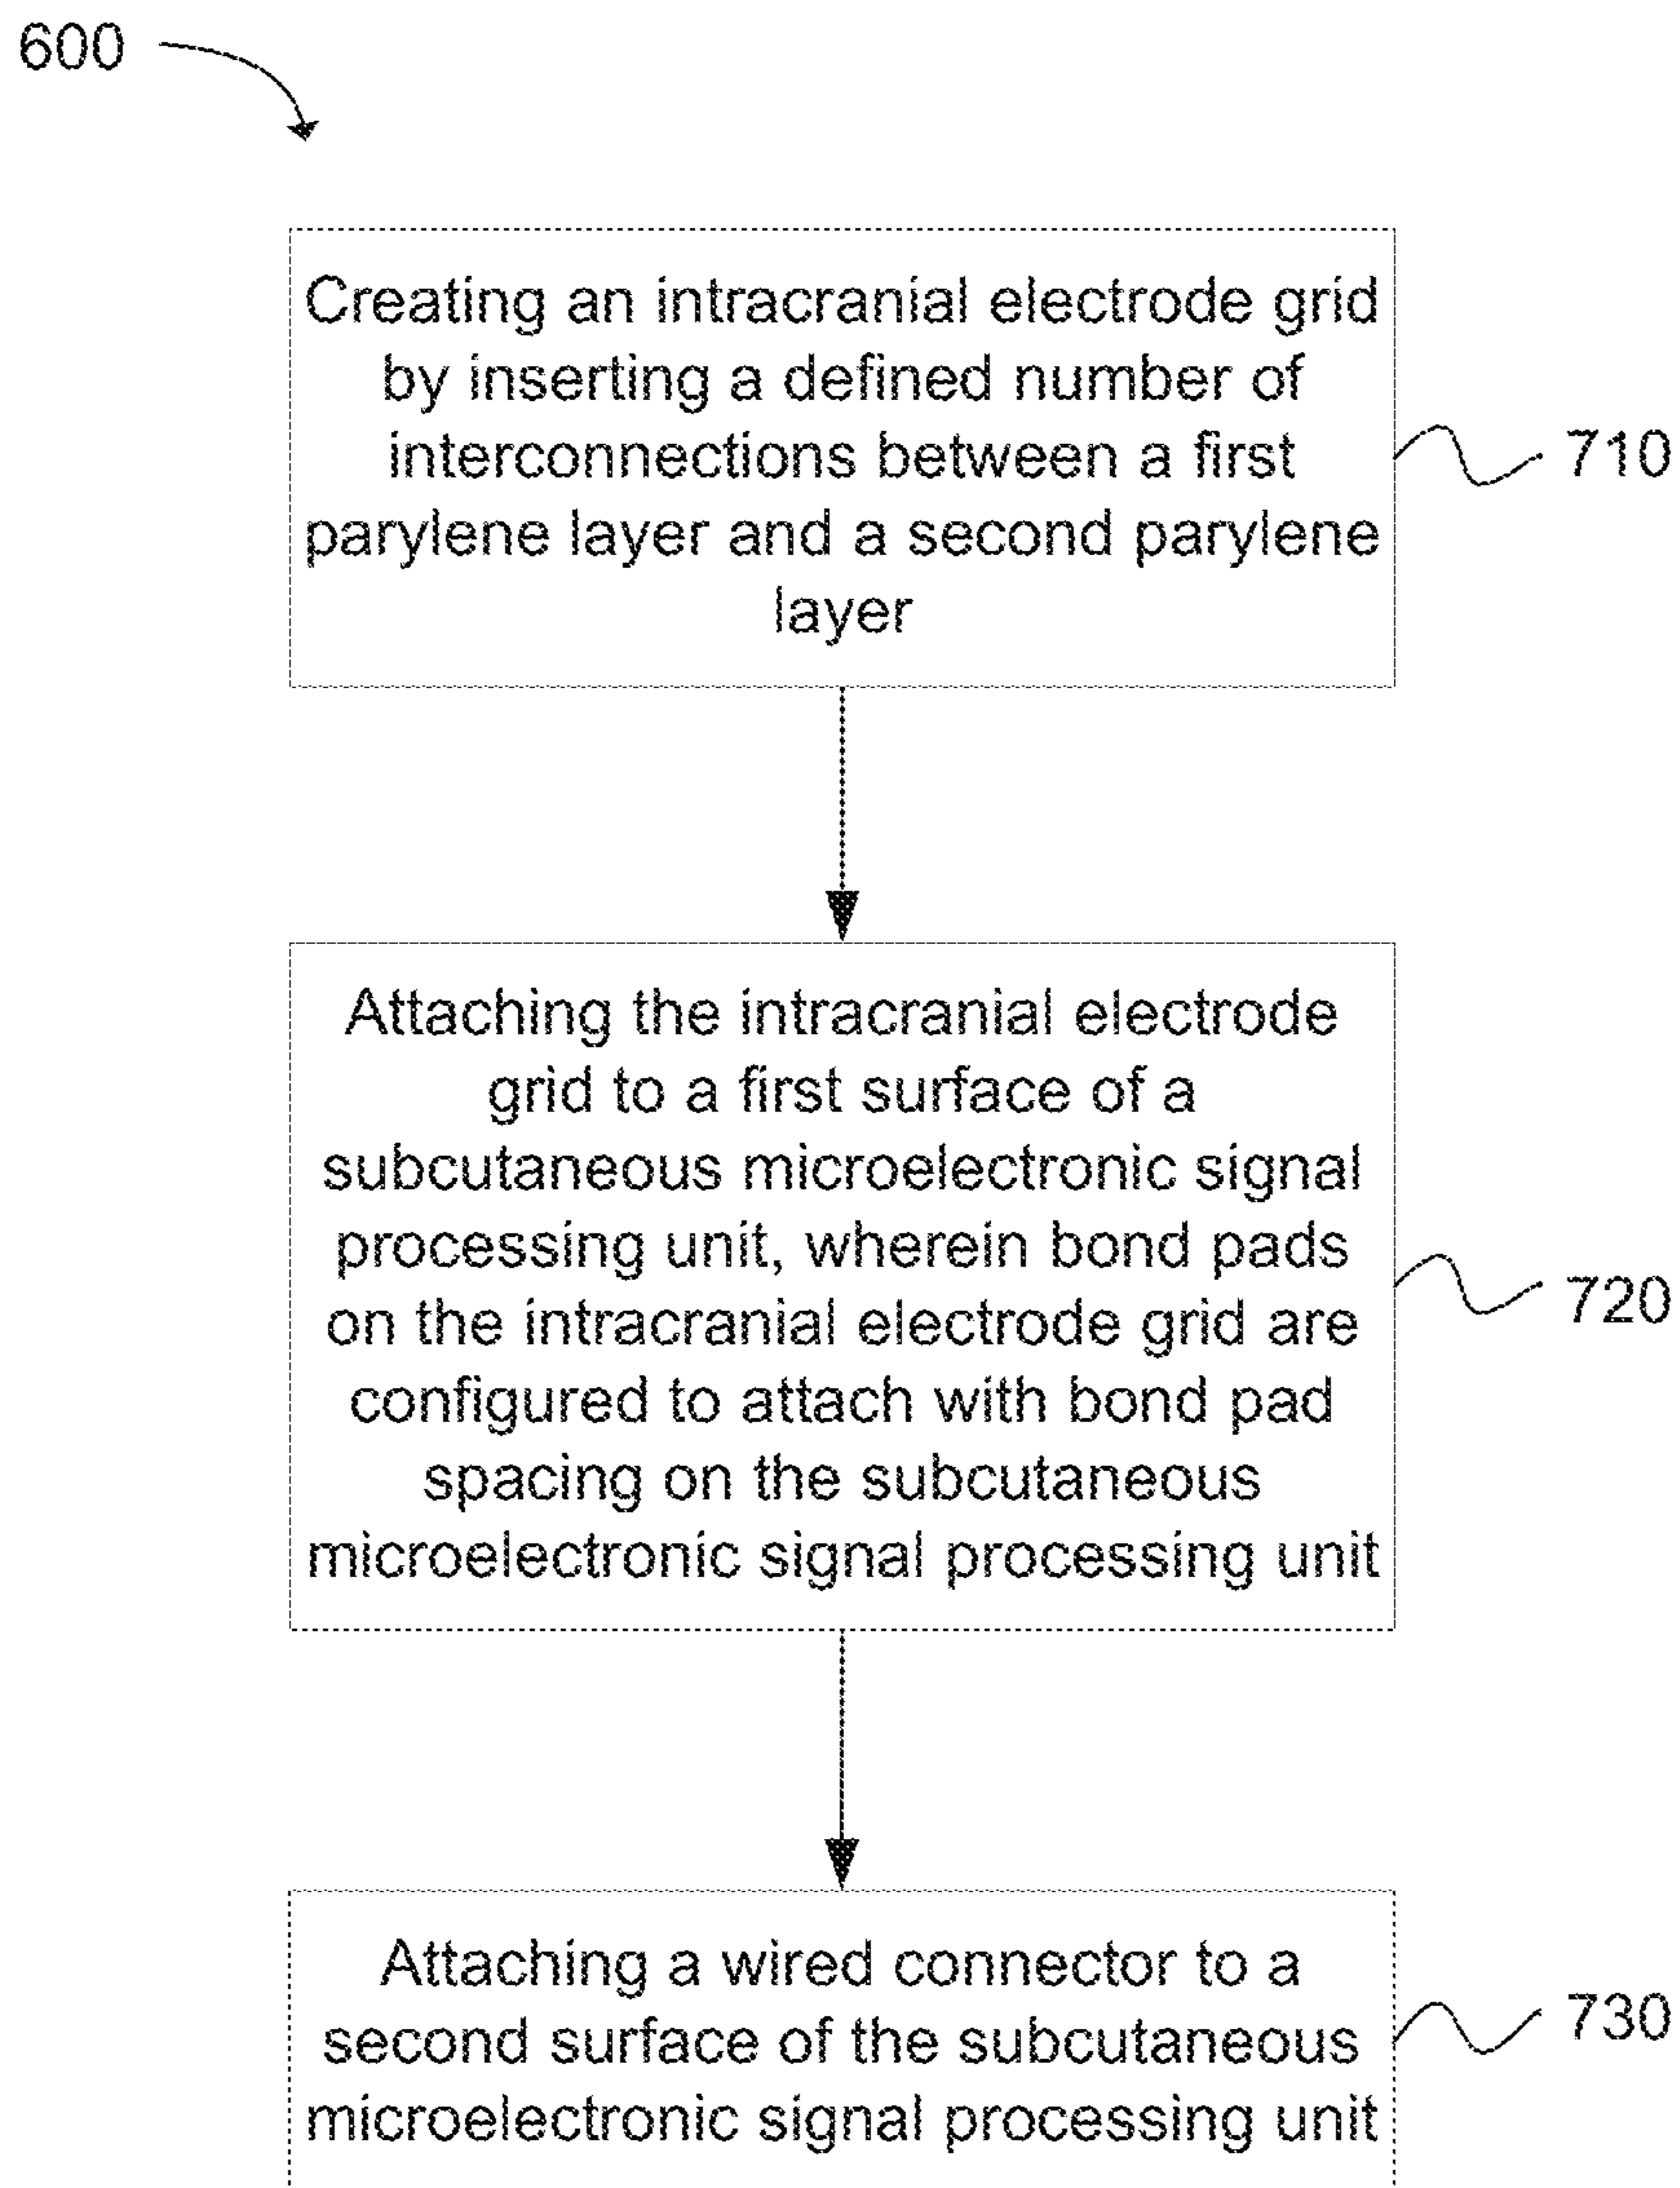 600
Creating an intracranial electrode grid
by inserting a defined number of
interconnections between a first
parylene layer and a second parylene
layer
710
Attaching the intracranial electrode
grid to a first surface of a
subcutaneous microelectronic signal
processing unit, wherein bond pads
on the intracranial electrode grid are
configured to attach with bond pad
spacing on the subcutaneous
microelectronic signal processing unit
720
Attaching a wired connector to a
second surface of the subcutaneous
microelectronic signal processing unit
730